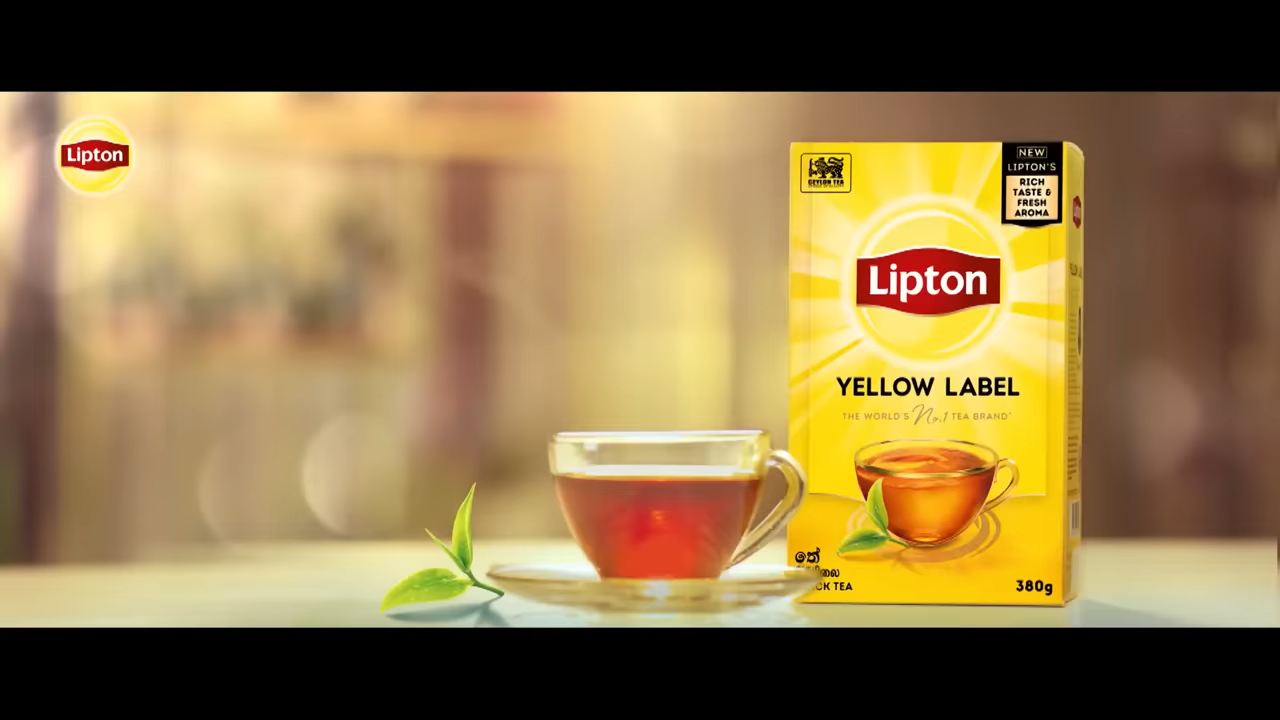 Lipton
CEYLON TEA
NEW
LIPTON'S
RICH
TASTE &
FRESH
AROMA
Lipton
YELLOW LABEL
THE WORLD'S No.1 TEA BRAND*
තේ
CK TEA
380g